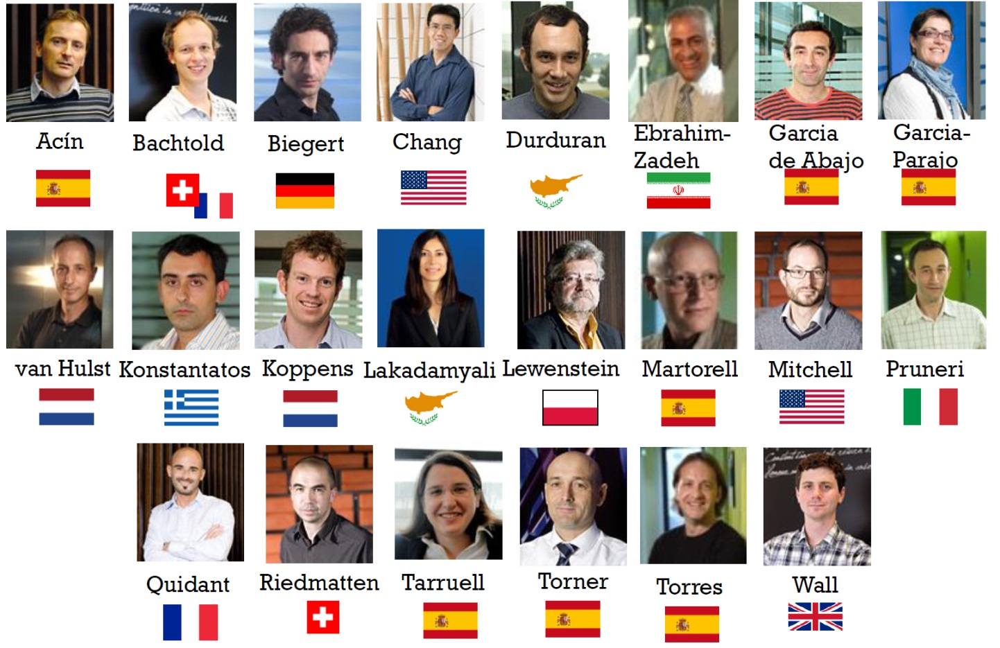 Acín
Bachtold
Biegert
Chang
Durduran
Ebrahim-
Zadeh
Garcia
de Abajo
Garcia-
Parajo
van Hulst
Konstantatos
Koppens
Lakadamyali
Lewenstein
Martorell
Mitchell
Pruneri
Quidant
Riedmatten
Tarruell
Torner
Torres
Wall